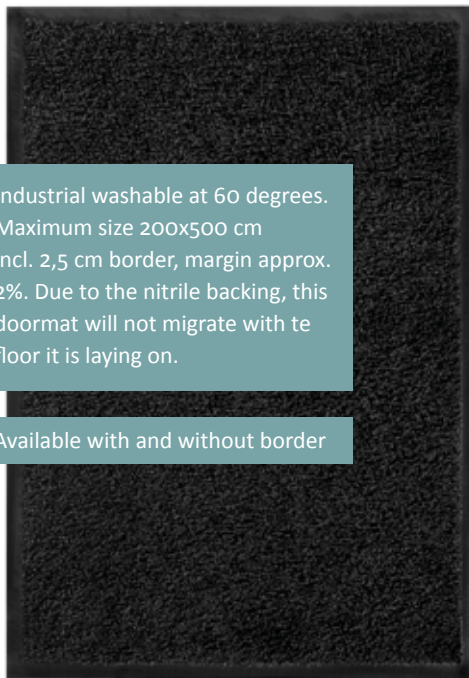 Industrial washable at 60 degrees.
Maximum size 200x500 cm
incl. 2,5 cm border, margin approx.
2%. Due to the nitrile backing, this
doormat will not migrate with te
floor it is laying on.
Available with and without border